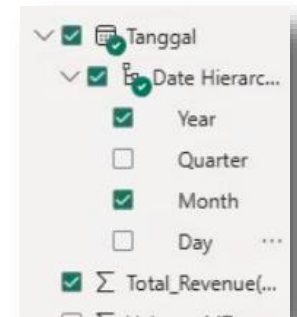 Tanggal
Date Hierarc...
Year
Quarter
Month
Day ...
Σ Total_Revenue(...